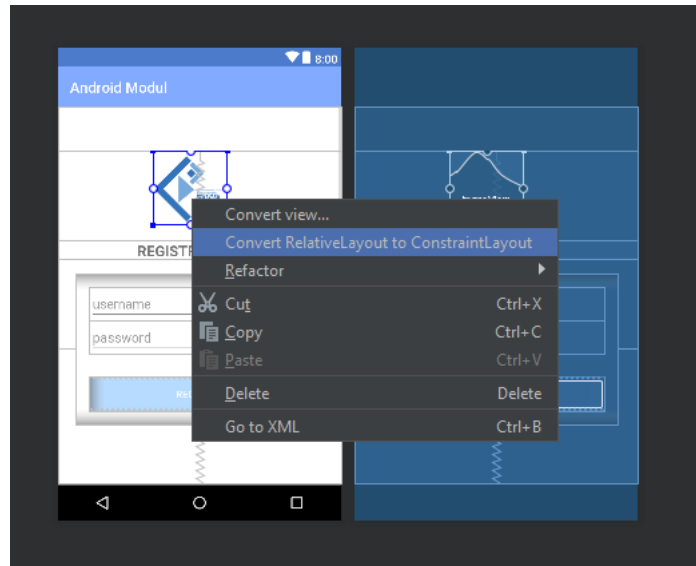 8:00
Android Modul
REGISTR
username
password
Convert view...
Convert RelativeLayout to ConstraintLayout
Refactor
Cut Ctrl+X
Copy Ctrl+C
Paste Ctrl+V
Delete Delete
Go to XML Ctrl+B